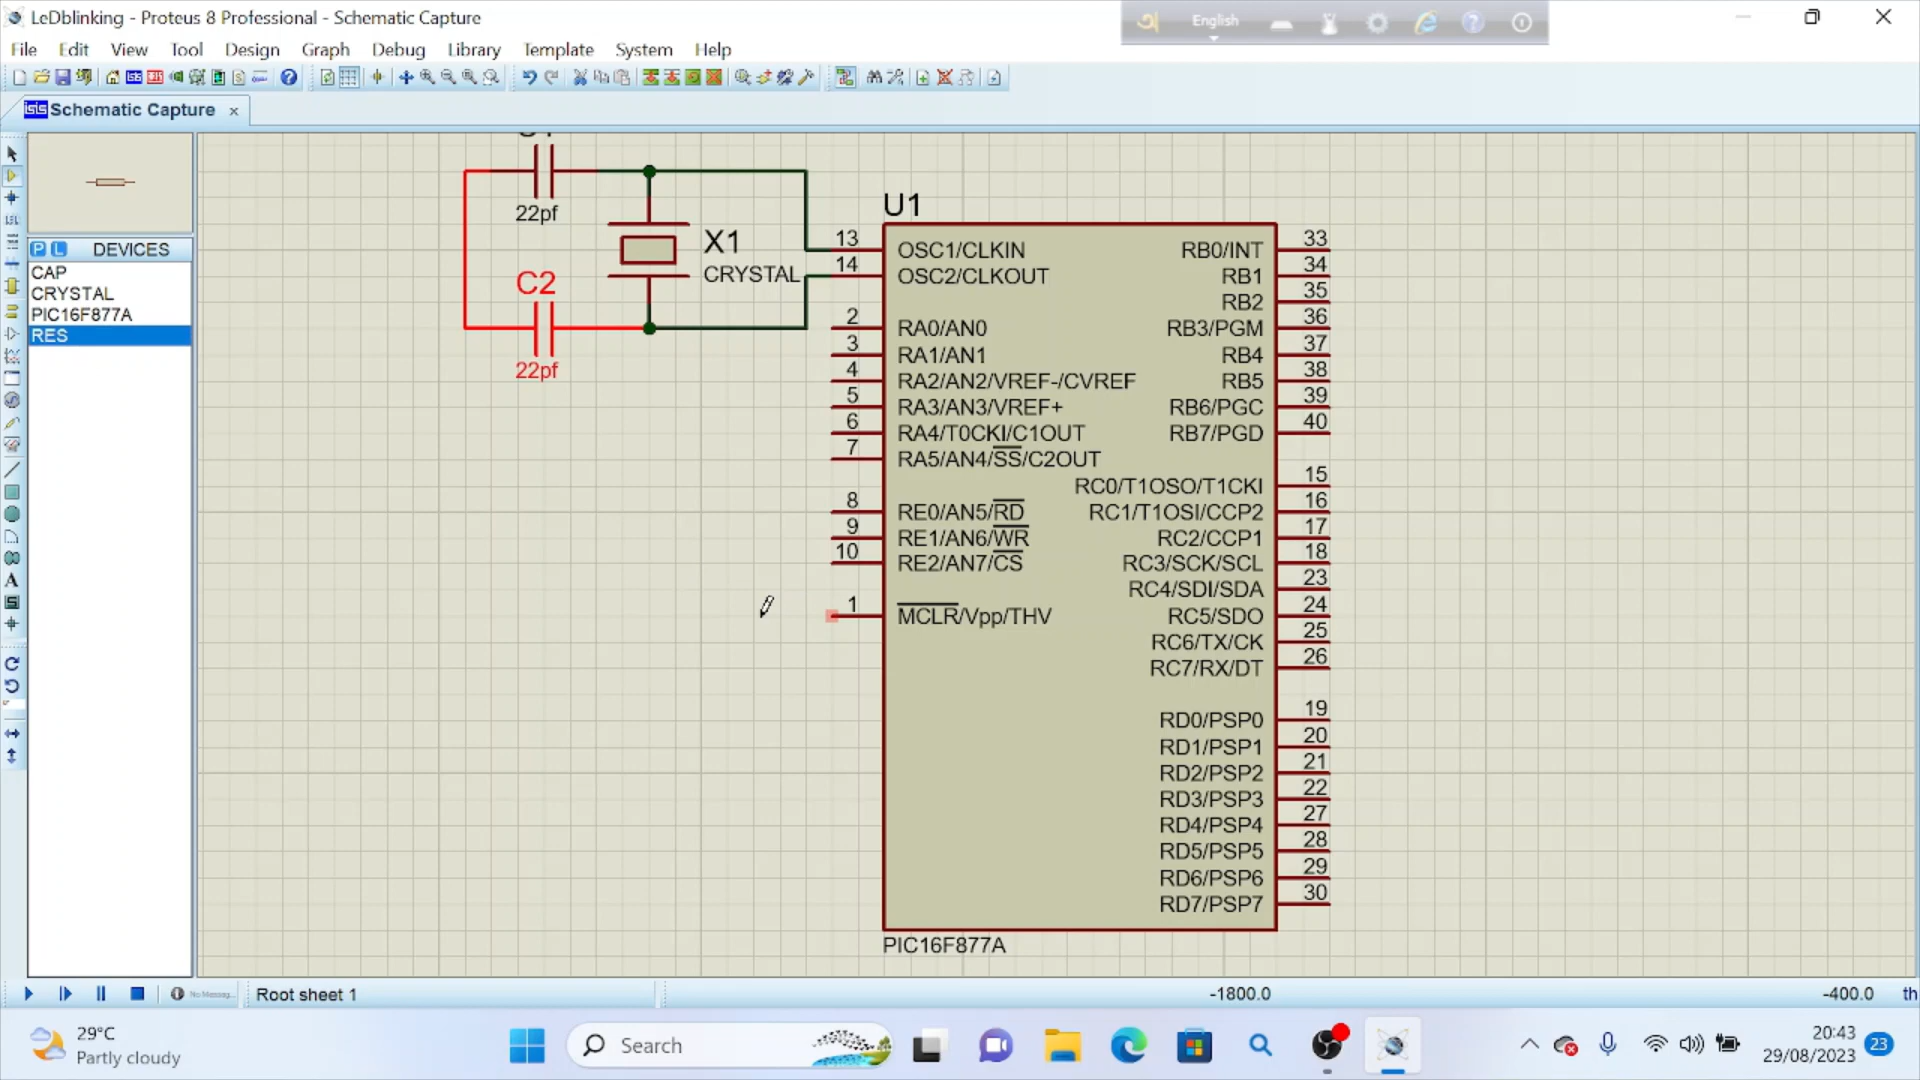 LeDblinking - Proteus 8 Professional - Schematic Capture
English
File Edit View Tool Design Graph Debug Library Template System Help
isis Schematic Capture
P L DEVICES
CAP
CRYSTAL
PIC16F877A
RES
22pf
C2
22pf
X1
CRYSTAL
U1
13 OSC1/CLKIN
14 OSC2/CLKOUT
2 RA0/AN0
3 RA1/AN1
4 RA2/AN2/VREF-/CVREF
5 RA3/AN3/VREF+
6 RA4/T0CKI/C1OUT
7 RA5/AN4/SS/C2OUT
8 RE0/AN5/RD
9 RE1/AN6/WR
10 RE2/AN7/CS
1 MCLR/Vpp/THV
RB0/INT 33
RB1 34
RB2 35
RB3/PGM 36
RB4 37
RB5 38
RB6/PGC 39
RB7/PGD 40
RC0/T1OSO/T1CKI 15
RC1/T1OSI/CCP2 16
RC2/CCP1 17
RC3/SCK/SCL 18
RC4/SDI/SDA 23
RC5/SDO 24
RC6/TX/CK 25
RC7/RX/DT 26
RD0/PSP0 19
RD1/PSP1 20
RD2/PSP2 21
RD3/PSP3 22
RD4/PSP4 27
RD5/PSP5 28
RD6/PSP6 29
RD7/PSP7 30
PIC16F877A
No Messag... Root sheet 1 -1800.0 -400.0 th
29°C
Partly cloudy
Search
20:43
29/08/2023
23